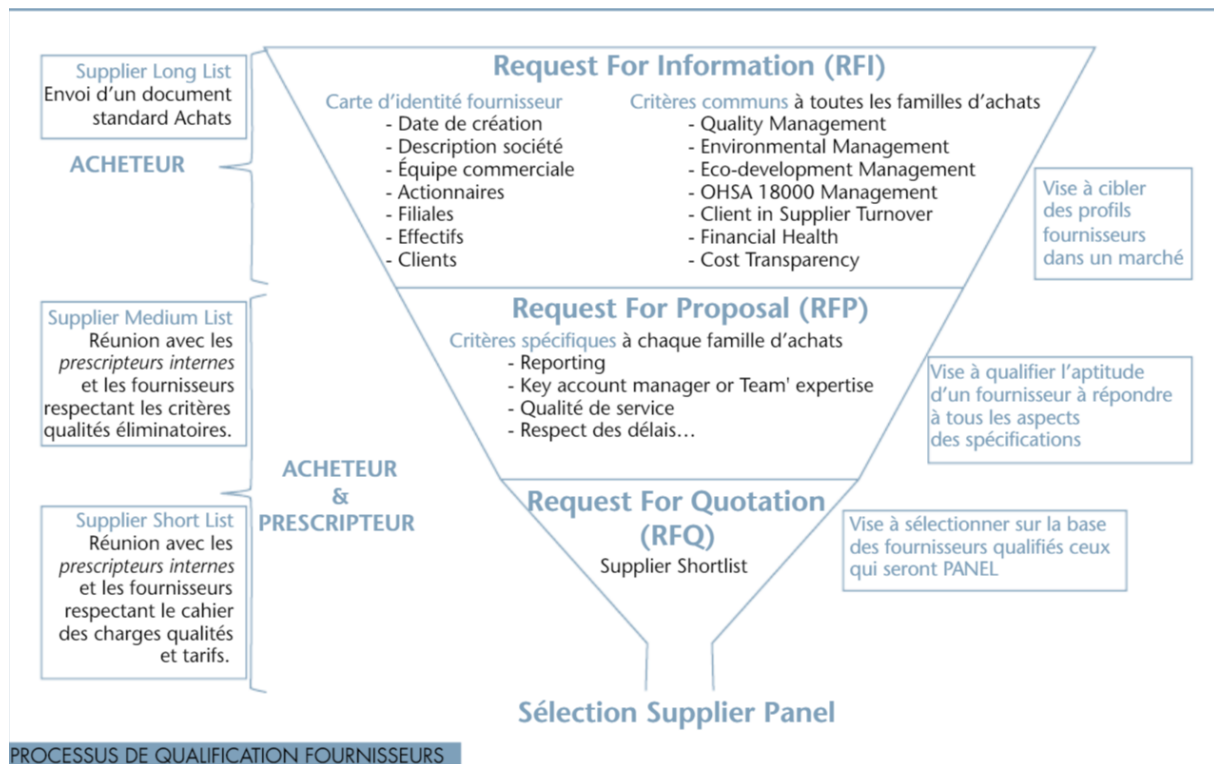 Supplier Long List
Envoi d'un document
standard Achats
ACHETEUR
Supplier Medium List
Réunion avec les
prescripteurs internes
et les fournisseurs
respectant les critères
qualités éliminatoires.
ACHETEUR
&
PRESCRIPTEUR
Supplier Short List
Réunion avec les
prescripteurs internes
et les fournisseurs
respectant le cahier
des charges qualités
et tarifs.
Request For Information (RFI)
Carte d'identité fournisseur
- Date de création
- Description société
- Équipe commerciale
- Actionnaires
- Filiales
- Effectifs
- Clients
Critères communs à toutes les familles d'achats
- Quality Management
- Environmental Management
- Eco-development Management
- OHSA 18000 Management
- Client in Supplier Turnover
- Financial Health
- Cost Transparency
Request For Proposal (RFP)
Critères spécifiques à chaque famille d'achats
- Reporting
- Key account manager or Team' expertise
- Qualité de service
- Respect des délais…
Request For Quotation
(RFQ)
Supplier Shortlist
Sélection Supplier Panel
Vise à cibler
des profils
fournisseurs
dans un marché
Vise à qualifier l'aptitude
d'un fournisseur à répondre
à tous les aspects
des spécifications
Vise à sélectionner sur la base
des fournisseurs qualifiés ceux
qui seront PANEL
PROCESSUS DE QUALIFICATION FOURNISSEURS